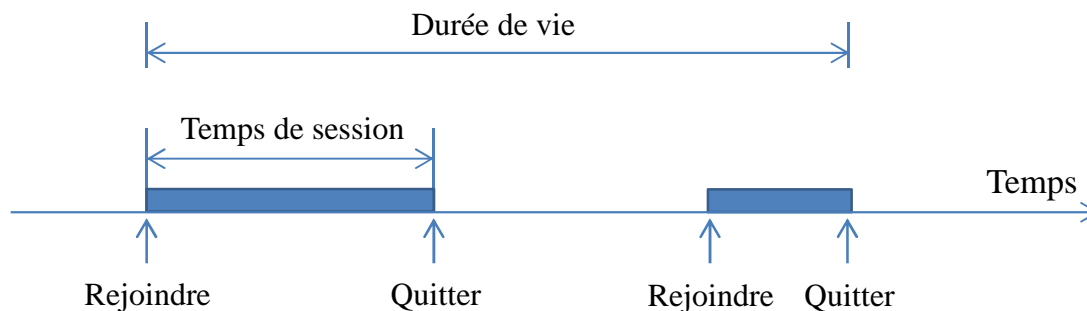 Durée de vie
Temps de session
Temps
Rejoindre
Quitter
Rejoindre
Quitter